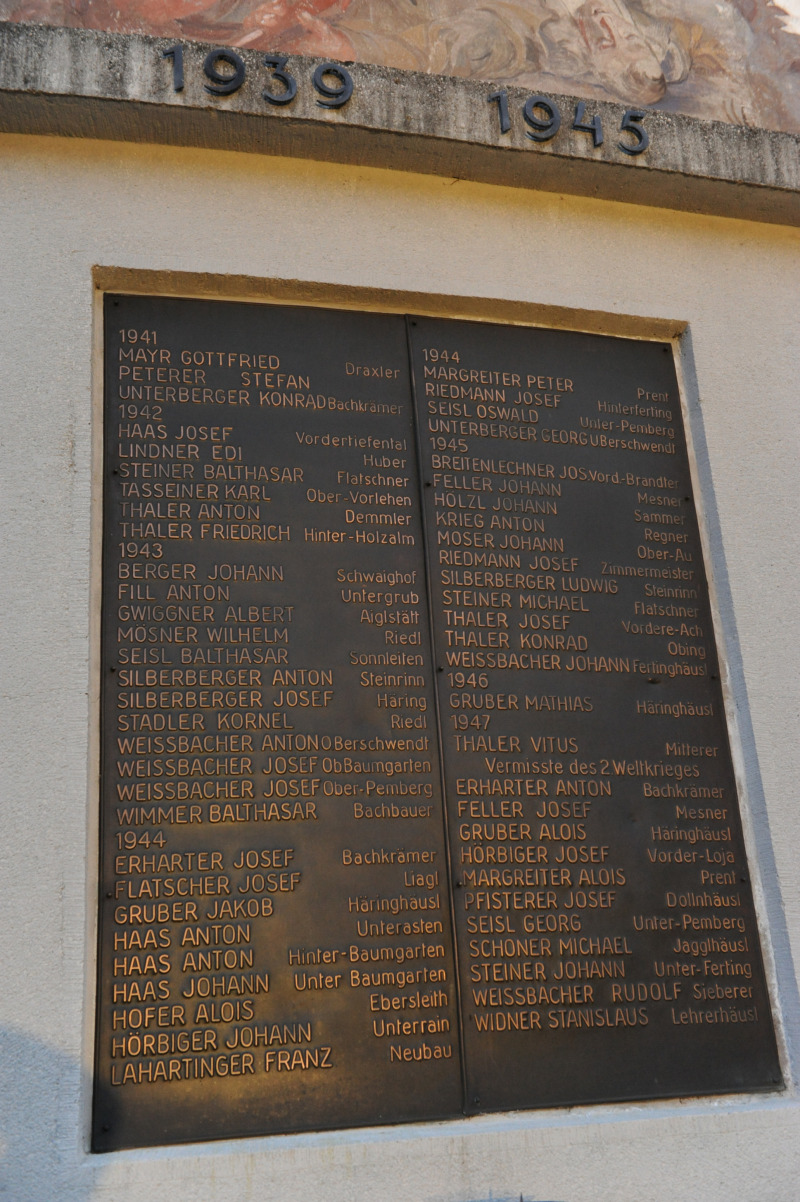 1939 1945
1941
MAYR GOTTFRIED Draxler
PETERER STEFAN
UNTERBERGER KONRAD Bachkrämer
1942
HAAS JOSEF Vordertiefental
LINDNER EDI Huber
STEINER BALTHASAR Flatschner
TASSEINER KARL Ober-Vorlehen
THALER ANTON Demmler
THALER FRIEDRICH Hinter-Holzalm
1943
BERGER JOHANN Schwaighof
FILL ANTON Untergrub
GWIGGNER ALBERT Aiglstätt
MÖSNER WILHELM Riedl
SEISL BALTHASAR Sonnleiten
SILBERBERGER ANTON Steinrinn
SILBERBERGER JOSEF Häring
STADLER KORNEL Riedl
WEISSBACHER ANTON OBerschwendt
WEISSBACHER JOSEF ObBaumgarten
WEISSBACHER JOSEF Ober-Pemberg
WIMMER BALTHASAR Bachbauer
1944
ERHARTER JOSEF Bachkrämer
FLATSCHER JOSEF Liagl
GRUBER JAKOB Häringhäusl
HAAS ANTON Unterasten
HAAS ANTON Hinter-Baumgarten
HAAS JOHANN Unter Baumgarten
HOFER ALOIS Ebersleith
HÖRBIGER JOHANN Unterrain
LAHARTINGER FRANZ Neubau
1944
MARGREITER PETER Prent
RIEDMANN JOSEF Hinterferting
SEISL OSWALD Unter-Pemberg
UNTERBERGER GEORG UBerschwendt
1945
BREITENLECHNER JOS. Vord-Brandter
FELLER JOHANN Mesner
HÖLZL JOHANN Sammer
KRIEG ANTON Regner
MOSER JOHANN Ober-Au
RIEDMANN JOSEF Zimmermeister
SILBERBERGER LUDWIG Steinrinn
STEINER MICHAEL Flatschner
THALER JOSEF Vordere-Ach
THALER KONRAD Obing
WEISSBACHER JOHANN Fertinghäusl
1946
GRUBER MATHIAS Häringhäusl
1947
THALER VITUS Mitterer
Vermisste des 2. Weltkrieges
ERHARTER ANTON Bachkrämer
FELLER JOSEF Mesner
GRUBER ALOIS Häringhäusl
HÖRBIGER JOSEF Vorder-Loja
MARGREITER ALOIS Prent
PFISTERER JOSEF Dollnhäusl
SEISL GEORG Unter-Pemberg
SCHONER MICHAEL Jagglhäusl
STEINER JOHANN Unter-Ferting
WEISSBACHER RUDOLF Sieberer
WIDNER STANISLAUS Lehrerhäusl